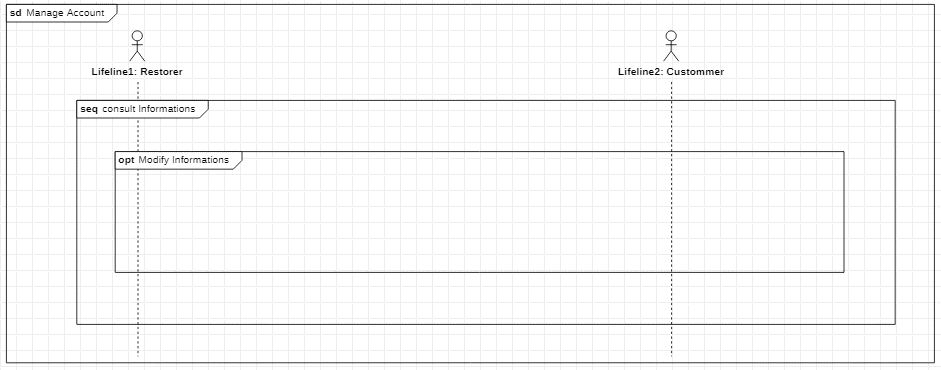 sd Manage Account
Lifeline1: Restorer
Lifeline2: Custommer
seq consult Informations
opt Modify Informations